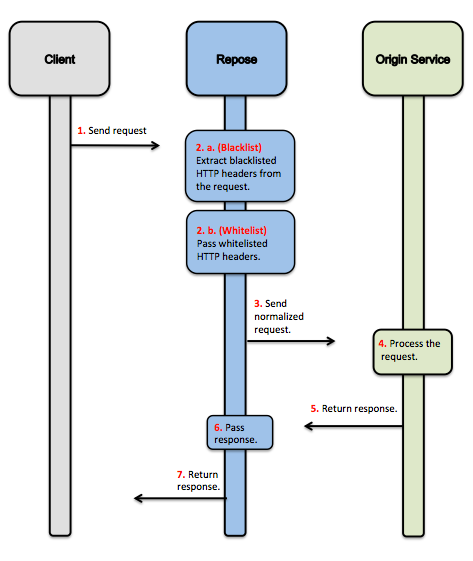 Client
Repose
Origin Service
1. Send request
2. a. (Blacklist)
Extract blacklisted
HTTP headers from
the request.
2. b. (Whitelist)
Pass whitelisted
HTTP headers.
3. Send
normalized
request.
4. Process the
request.
5. Return response.
6. Pass
response.
7. Return
response.